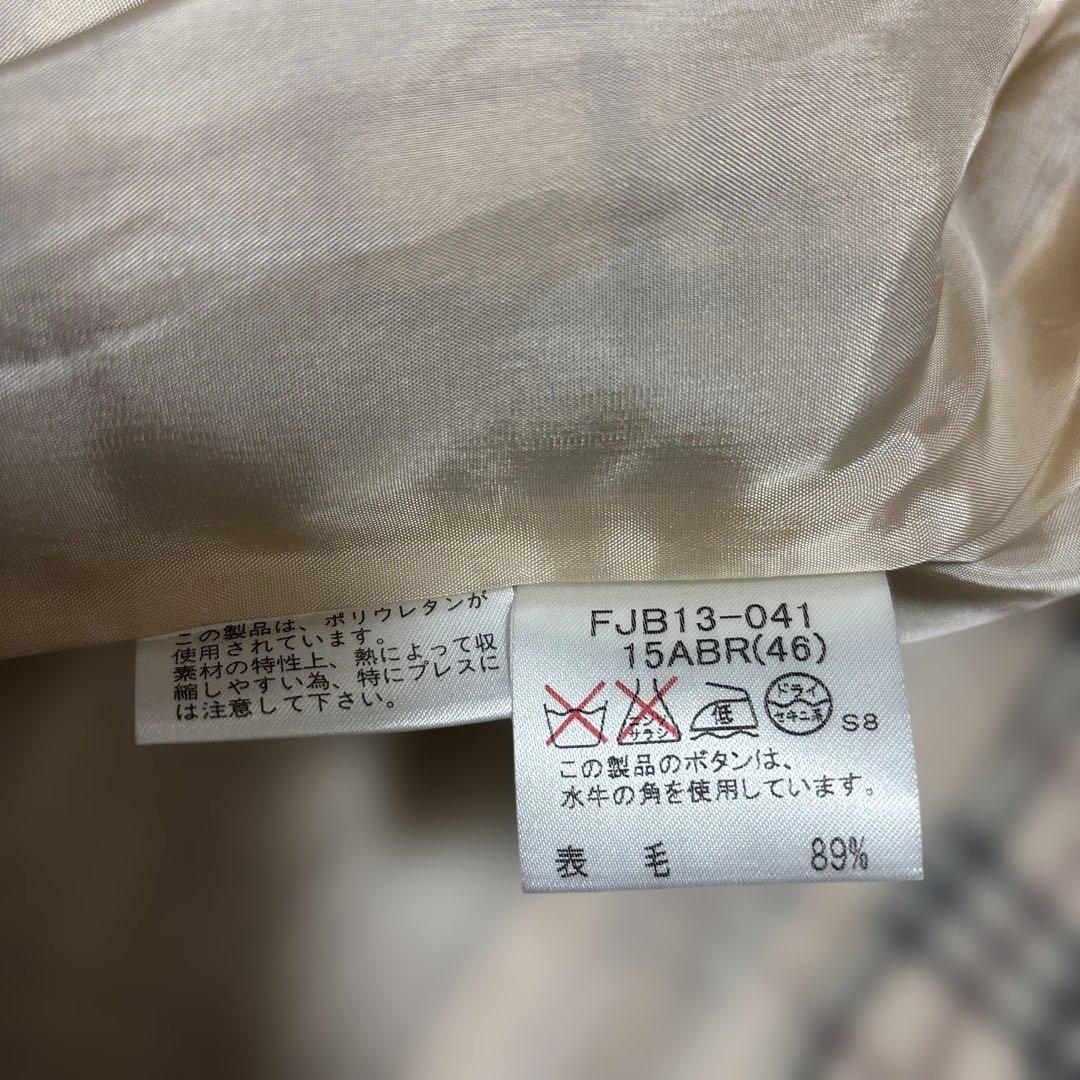 この製品は、ポリウレタンが
使用されています。
素材の特性上、熱によって収
縮しやすい為、特にプレスに
は注意して下さい。
FJB13-041
15ABR(46)
エンソ
サラシ
低
ドライ
セキユ系
S8
この製品のボタンは、
水牛の角を使用しています。
表 毛 89%